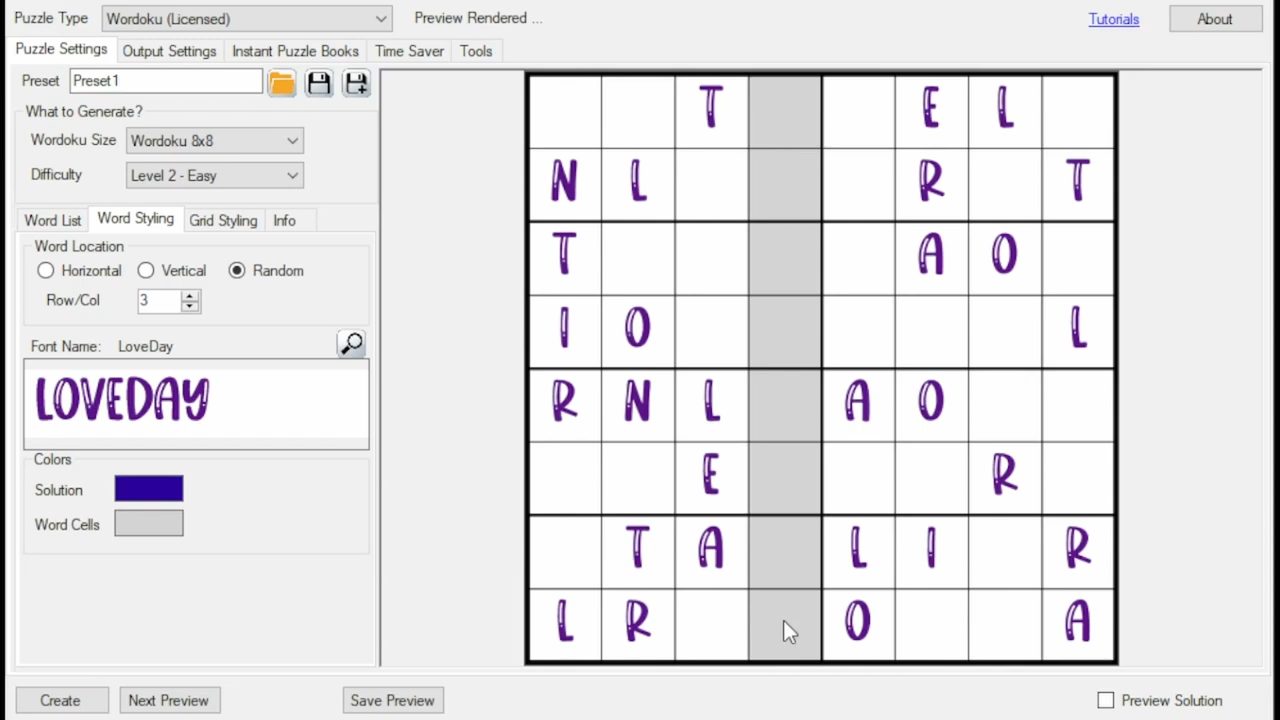 Puzzle Type Wordoku (Licensed) Preview Rendered ... Tutorials About
Puzzle Settings Output Settings Instant Puzzle Books Time Saver Tools
Preset Preset1
What to Generate?
Wordoku Size Wordoku 8x8
Difficulty Level 2 - Easy
Word List Word Styling Grid Styling Info
Word Location
Horizontal Vertical Random
Row/Col 3
Font Name: LoveDay
LOVEDAY
Colors
Solution
Word Cells
T E L
N L R T
T A O
I O L
R N L A O
E R
T A L I R
L R O A
Create Next Preview Save Preview Preview Solution